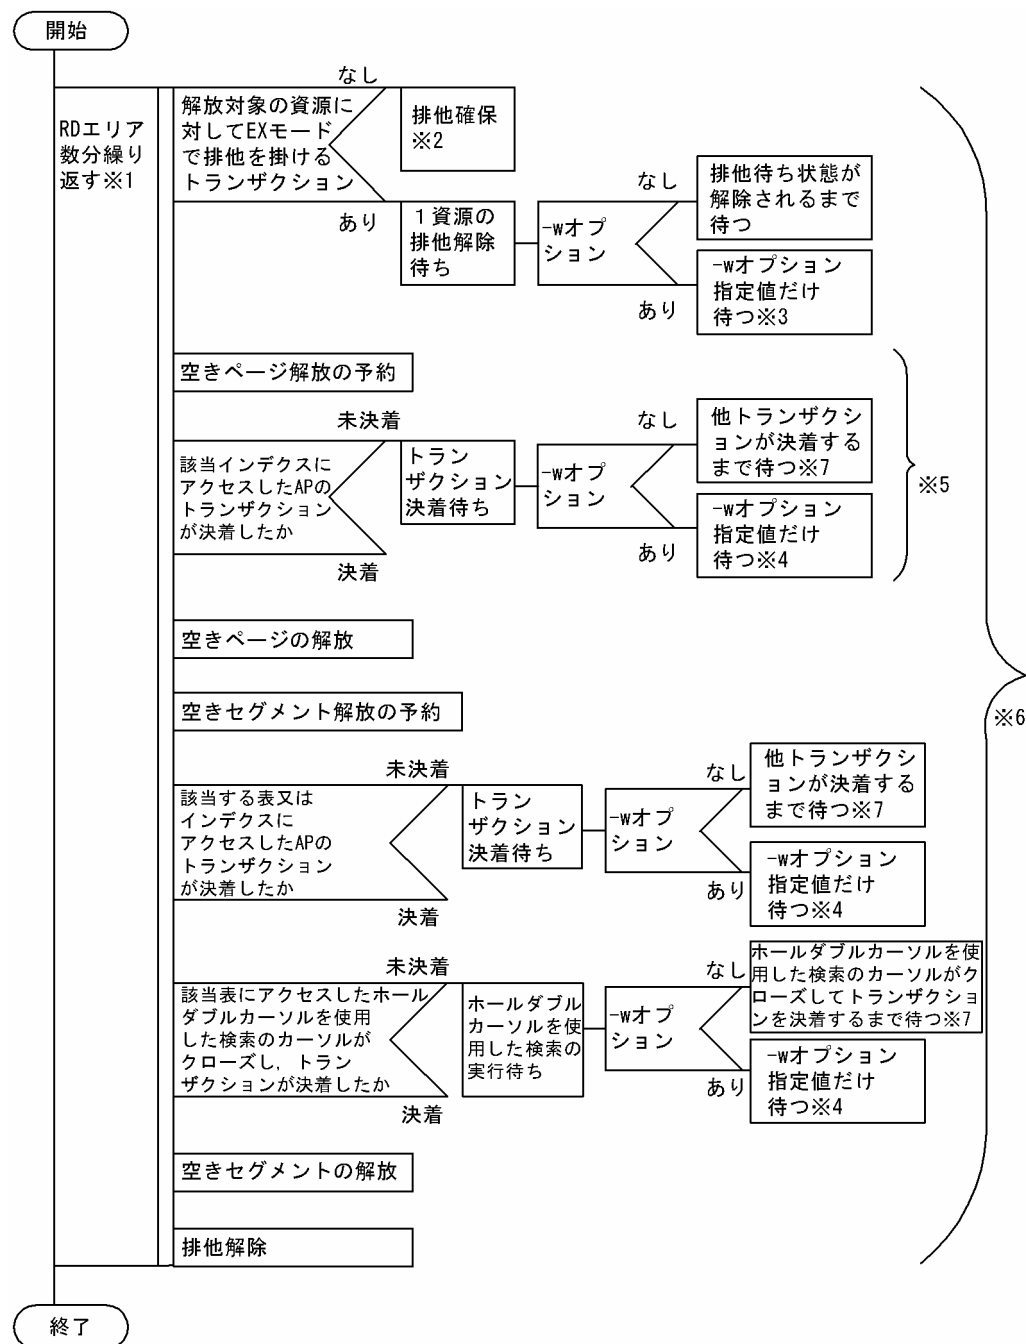 開始
RDエリア
数分繰り
返す※1
解放対象の資源に
対してEXモード
で排他を掛ける
トランザクション
なし
排他確保
※2
あり
1資源の
排他解除
待ち
-wオプ
ション
なし
排他待ち状態が
解除されるまで
待つ
あり
-wオプション
指定値だけ
待つ※3
空きページ解放の予約
該当インデクスに
アクセスしたAPの
トランザクション
が決着したか
未決着
トラン
ザクション
決着待ち
-wオプ
ション
なし
他トランザクシ
ョンが決着する
まで待つ※7
あり
-wオプション
指定値だけ
待つ※4
決着
※5
空きページの解放
空きセグメント解放の予約
※6
該当する表又は
インデクスに
アクセスしたAPの
トランザクション
が決着したか
未決着
トラン
ザクション
決着待ち
-wオプ
ション
なし
他トランザクシ
ョンが決着する
まで待つ※7
あり
-wオプション
指定値だけ
待つ※4
決着
該当表にアクセスしたホール
ダブルカーソルを使用
した検索のカーソルが
クローズし，トラン
ザクションが決着したか
未決着
ホールダブル
カーソルを使
用した検索の
実行待ち
-wオプ
ション
なし
ホールダブルカーソルを使
用した検索のカーソルがク
ローズしてトランザクショ
ンを決着するまで待つ※7
あり
-wオプション
指定値だけ
待つ※4
決着
空きセグメントの解放
排他解除
終了